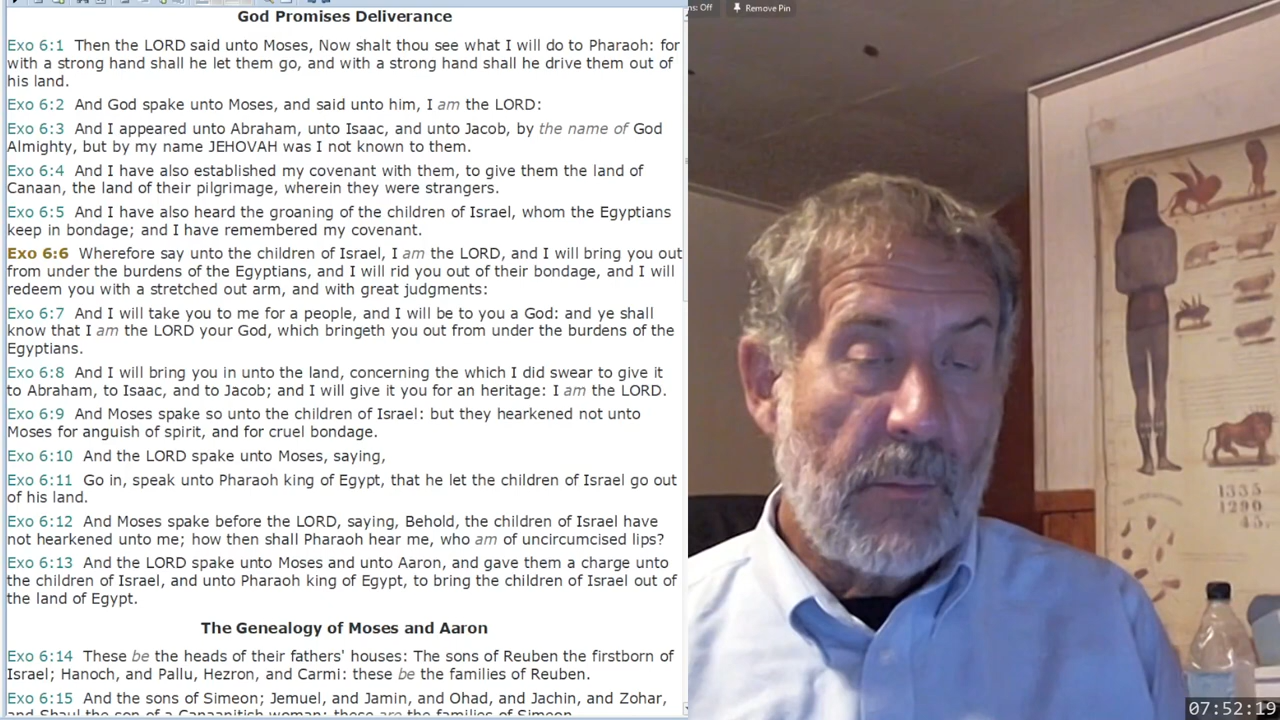 God Promises Deliverance
Exo 6:1 Then the LORD said unto Moses, Now shalt thou see what I will do to Pharaoh: for
with a strong hand shall he let them go, and with a strong hand shall he drive them out of
his land.
Exo 6:2 And God spake unto Moses, and said unto him, I am the LORD:
Exo 6:3 And I appeared unto Abraham, unto Isaac, and unto Jacob, by the name of God
Almighty, but by my name JEHOVAH was I not known to them.
Exo 6:4 And I have also established my covenant with them, to give them the land of
Canaan, the land of their pilgrimage, wherein they were strangers.
Exo 6:5 And I have also heard the groaning of the children of Israel, whom the Egyptians
keep in bondage; and I have remembered my covenant.
Exo 6:6 Wherefore say unto the children of Israel, I am the LORD, and I will bring you out
from under the burdens of the Egyptians, and I will rid you out of their bondage, and I will
redeem you with a stretched out arm, and with great judgments:
Exo 6:7 And I will take you to me for a people, and I will be to you a God: and ye shall
know that I am the LORD your God, which bringeth you out from under the burdens of the
Egyptians.
Exo 6:8 And I will bring you in unto the land, concerning the which I did swear to give it
to Abraham, to Isaac, and to Jacob; and I will give it you for an heritage: I am the LORD.
Exo 6:9 And Moses spake so unto the children of Israel: but they hearkened not unto
Moses for anguish of spirit, and for cruel bondage.
Exo 6:10 And the LORD spake unto Moses, saying,
Exo 6:11 Go in, speak unto Pharaoh king of Egypt, that he let the children of Israel go out
of his land.
Exo 6:12 And Moses spake before the LORD, saying, Behold, the children of Israel have
not hearkened unto me; how then shall Pharaoh hear me, who am of uncircumcised lips?
Exo 6:13 And the LORD spake unto Moses and unto Aaron, and gave them a charge unto
the children of Israel, and unto Pharaoh king of Egypt, to bring the children of Israel out of
the land of Egypt.
The Genealogy of Moses and Aaron
Exo 6:14 These be the heads of their fathers' houses: The sons of Reuben the firstborn of
Israel; Hanoch, and Pallu, Hezron, and Carmi: these be the families of Reuben.
Exo 6:15 And the sons of Simeon; Jemuel, and Jamin, and Ohad, and Jachin, and Zohar,
and Shaul the son of a Canaanitish woman: these are the families of Simeon.
ns: Off Remove Pin
1335
1290
45
07:52:19